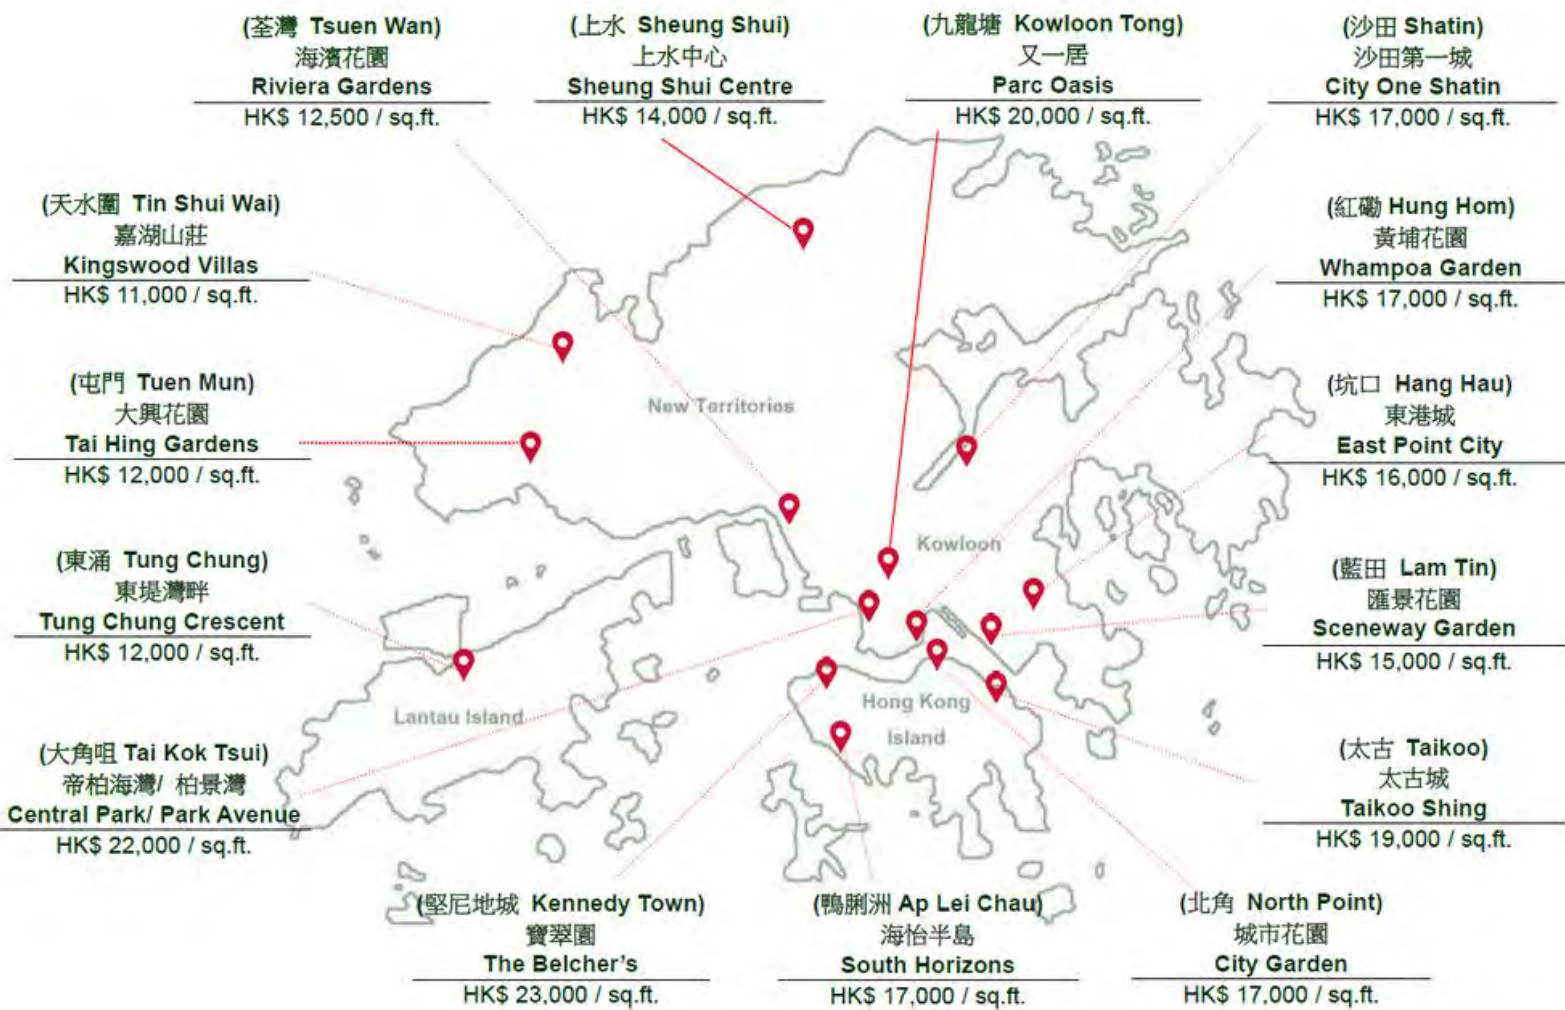 (荃灣 Tsuen Wan)
海濱花園
Riviera Gardens
HK$ 12,500 / sq.ft.
(上水 Sheung Shui)
上水中心
Sheung Shui Centre
HK$ 14,000 / sq.ft.
(九龍塘 Kowloon Tong)
又一居
Parc Oasis
HK$ 20,000 / sq.ft.
(沙田 Shatin)
沙田第一城
City One Shatin
HK$ 17,000 / sq.ft.
(天水圍 Tin Shui Wai)
嘉湖山莊
Kingswood Villas
HK$ 11,000 / sq.ft.
(紅磡 Hung Hom)
黃埔花園
Whampoa Garden
HK$ 17,000 / sq.ft.
(屯門 Tuen Mun)
大興花園
Tai Hing Gardens
HK$ 12,000 / sq.ft.
New Territories
(坑口 Hang Hau)
東港城
East Point City
HK$ 16,000 / sq.ft.
(東涌 Tung Chung)
東堤灣畔
Tung Chung Crescent
HK$ 12,000 / sq.ft.
Kowloon
(藍田 Lam Tin)
匯景花園
Sceneway Garden
HK$ 15,000 / sq.ft.
Lantau Island
Hong Kong
Island
(大角咀 Tai Kok Tsui)
帝柏海灣/ 柏景灣
Central Park/ Park Avenue
HK$ 22,000 / sq.ft.
(太古 Taikoo)
太古城
Taikoo Shing
HK$ 19,000 / sq.ft.
(堅尼地城 Kennedy Town)
寶翠園
The Belcher's
HK$ 23,000 / sq.ft.
(鴨脷洲 Ap Lei Chau)
海怡半島
South Horizons
HK$ 17,000 / sq.ft.
(北角 North Point)
城市花園
City Garden
HK$ 17,000 / sq.ft.